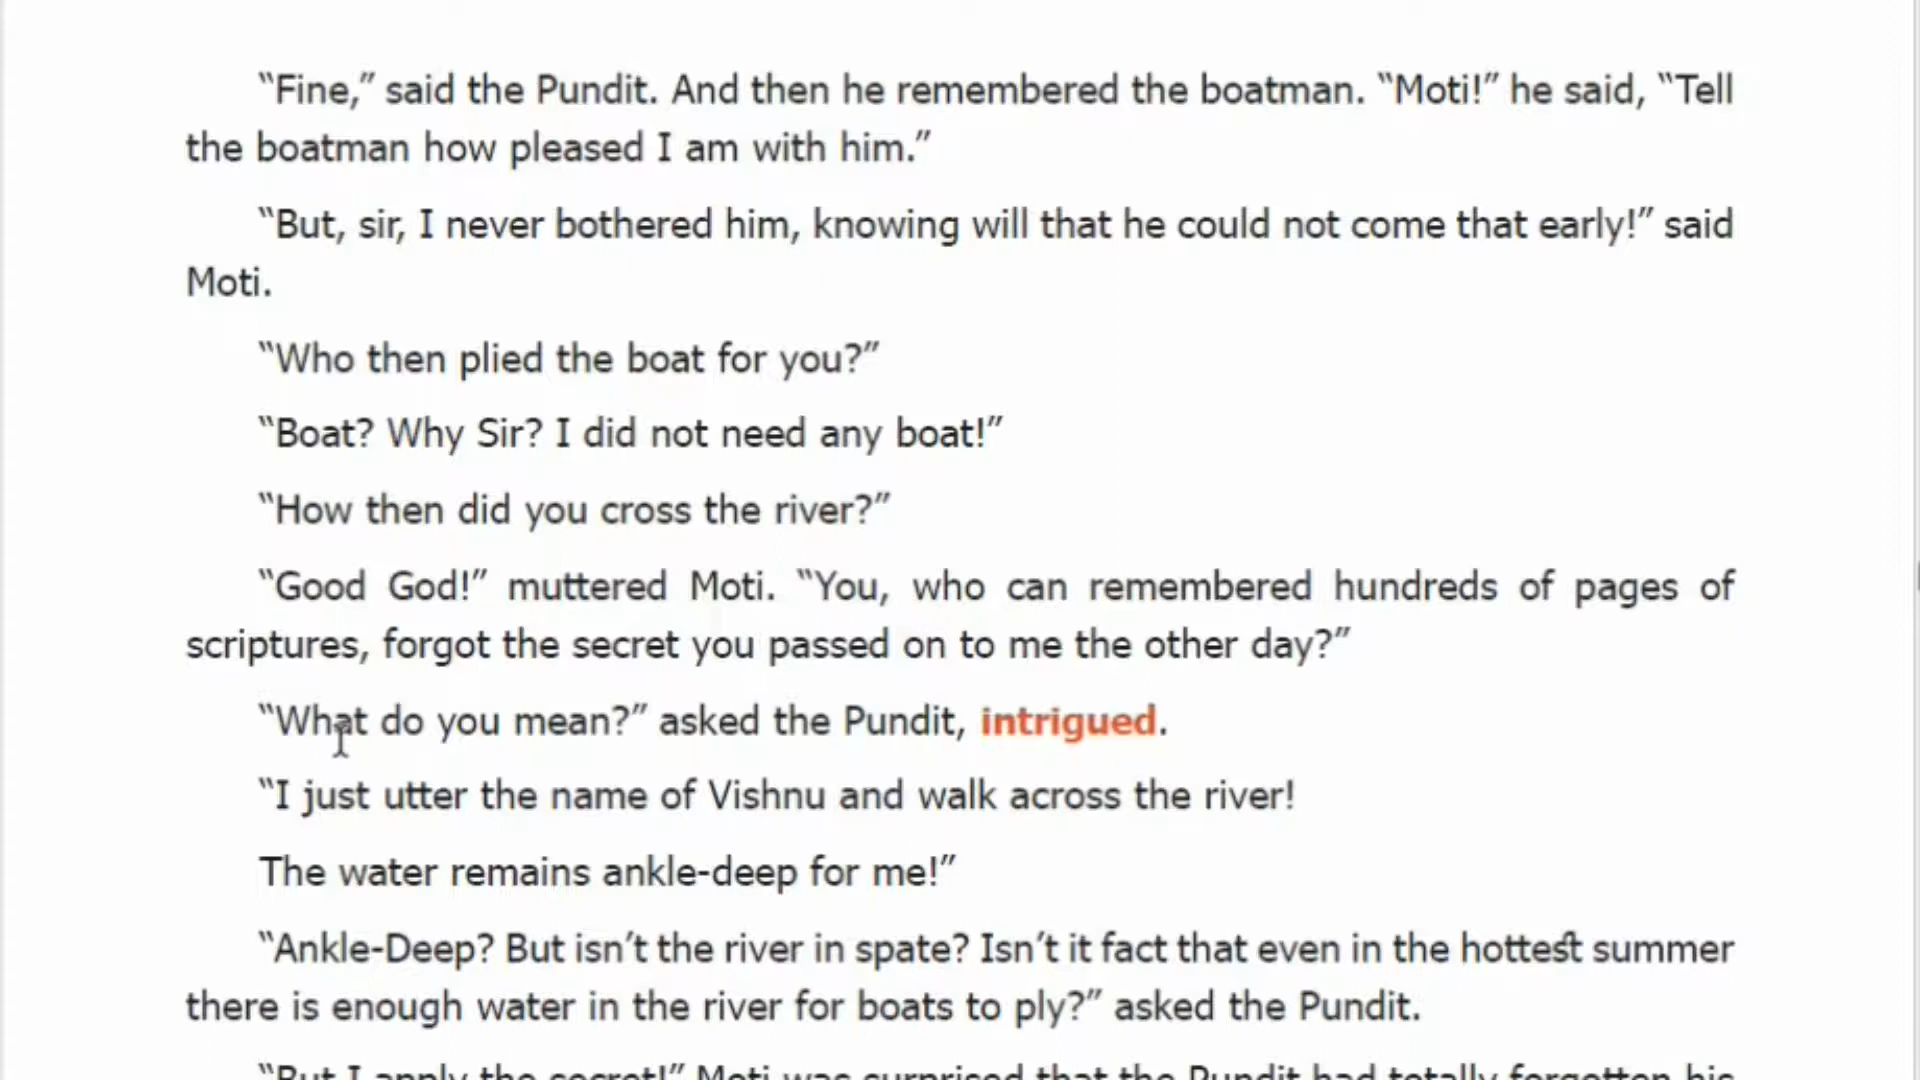 “Fine,” said the Pundit. And then he remembered the boatman. “Moti!” he said, “Tell
the boatman how pleased I am with him.”
“But, sir, I never bothered him, knowing will that he could not come that early!” said
Moti.
“Who then plied the boat for you?”
“Boat? Why Sir? I did not need any boat!”
“How then did you cross the river?”
“Good God!” muttered Moti. “You, who can remembered hundreds of pages of
scriptures, forgot the secret you passed on to me the other day?”
“What do you mean?” asked the Pundit, intrigued.
“I just utter the name of Vishnu and walk across the river!
The water remains ankle-deep for me!”
“Ankle-Deep? But isn’t the river in spate? Isn’t it fact that even in the hottest summer
there is enough water in the river for boats to ply?” asked the Pundit.
“But I apply the secret!” Moti was surprised that the Pundit had totally forgotten his